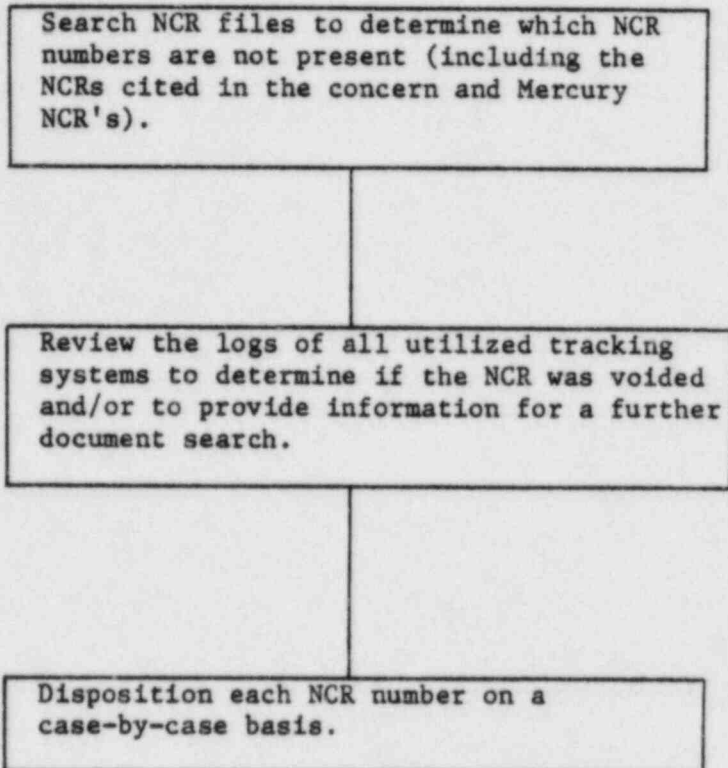 Search NCR files to determine which NCR
numbers are not present (including the
NCRs cited in the concern and Mercury
NCR's).
Review the logs of all utilized tracking
systems to determine if the NCR was voided
and/or to provide information for a further
document search.
Disposition each NCR number on a
case-by-case basis.